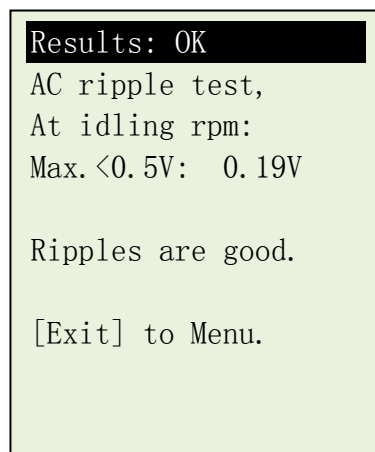 Results: OK
AC ripple test,
At idling rpm:
Max.<0.5V: 0.19V
Ripples are good.
[Exit] to Menu.